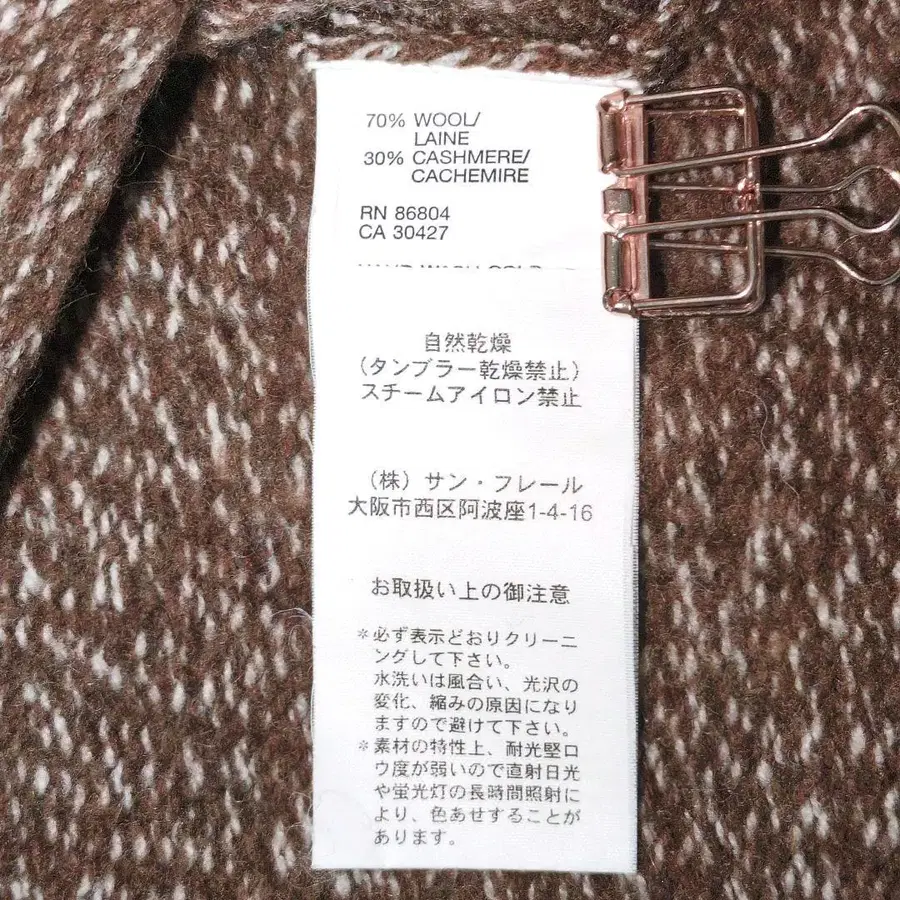 70% WOOL/
LAINE
30% CASHMERE/
CACHEMIRE
RN 86804
CA 30427
自然乾燥
(タンブラー乾燥禁止)
スチームアイロン禁止
(株)サン・フレール
大阪市西区阿波座1-4-16
お取扱い上の御注意
*必ず表示どおりクリーニ
ングして下さい。
水洗いは風合い、光沢の
変化、縮みの原因になり
ますので避けて下さい。
*素材の特性上、耐光堅ロ
ウ度が弱いので直射日光
や蛍光灯の長時間照射に
より、色あせすることが
あります。